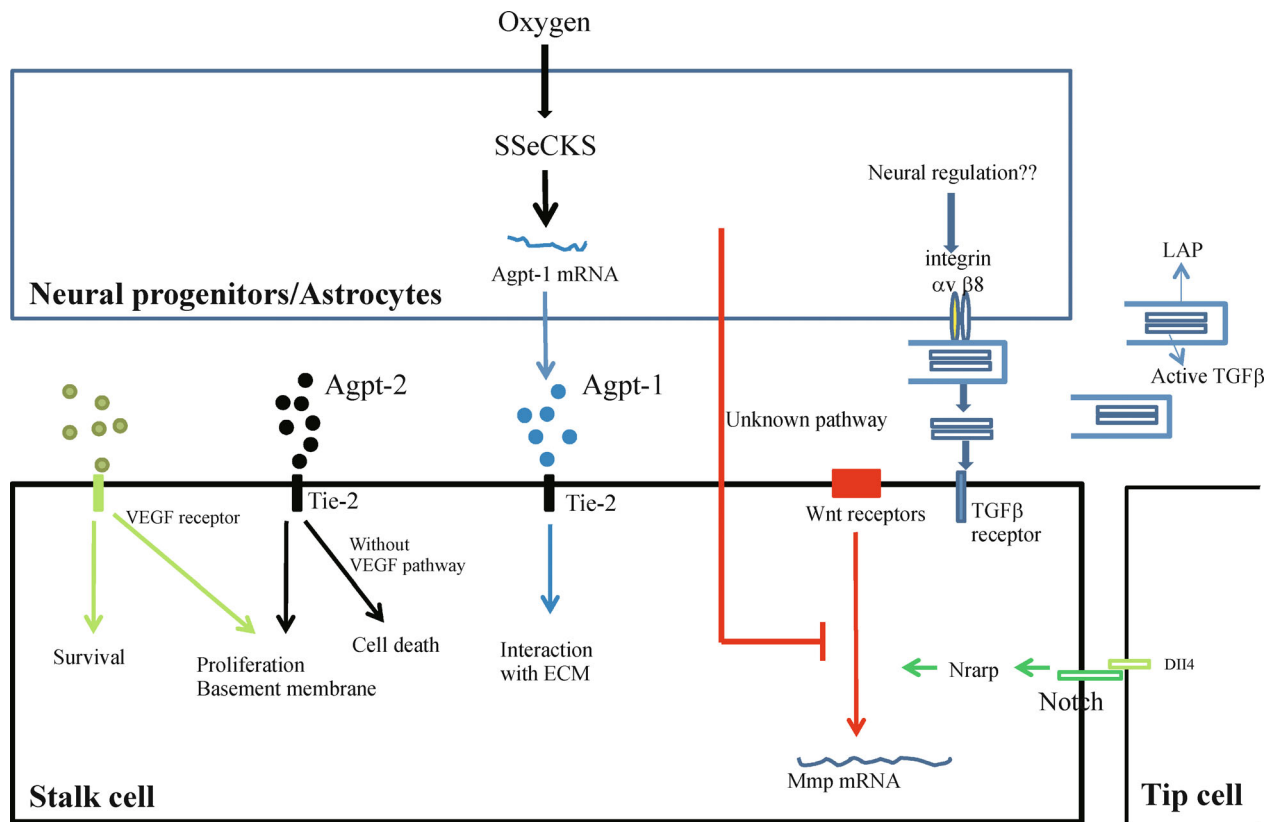 Oxygen
SSeCKS
Neural regulation??
Agpt-1 mRNA
integrin
αv β8
LAP
Neural progenitors/Astrocytes
Active TGFβ
Agpt-2
Agpt-1
Unknown pathway
Tie-2
Tie-2
VEGF receptor
Wnt receptors
TGFβ
receptor
Without
VEGF pathway
Survival
Proliferation
Basement membrane
Cell death
Interaction
with ECM
Nrarp
Notch
DII4
Mmp mRNA
Stalk cell
Tip cell